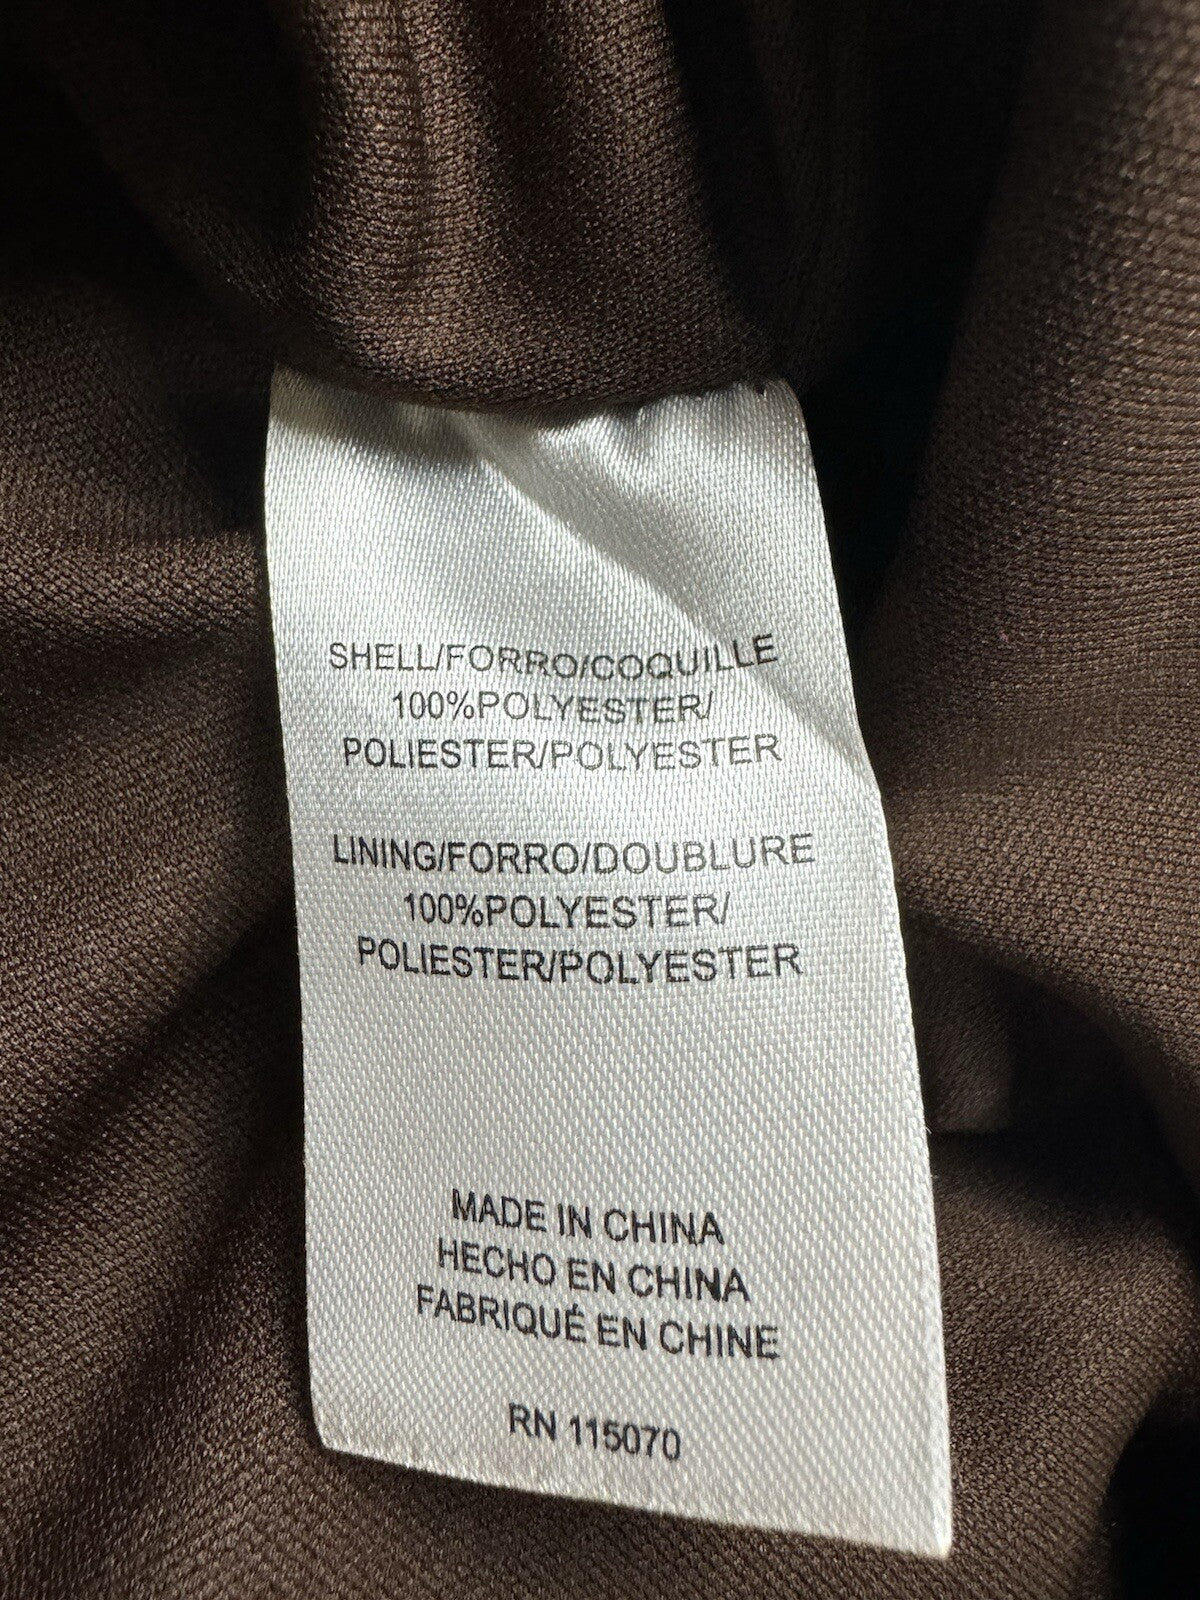 SHELL/FORRO/COQUILLE
100%POLYESTER/
POLIESTER/POLYESTER
LINING/FORRO/DOUBLURE
100%POLYESTER/
POLIESTER/POLYESTER
MADE IN CHINA
HECHO EN CHINA
FABRIQUÉ EN CHINE
RN 115070